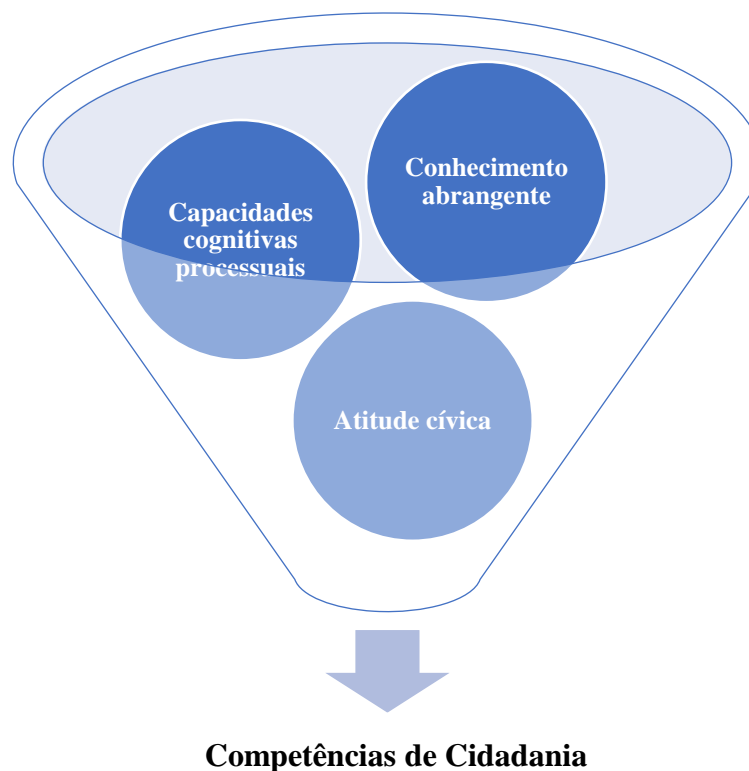 Conhecimento
abrangente
Capacidades
cognitivas
processuais
Atitude cívica
Competências de Cidadania